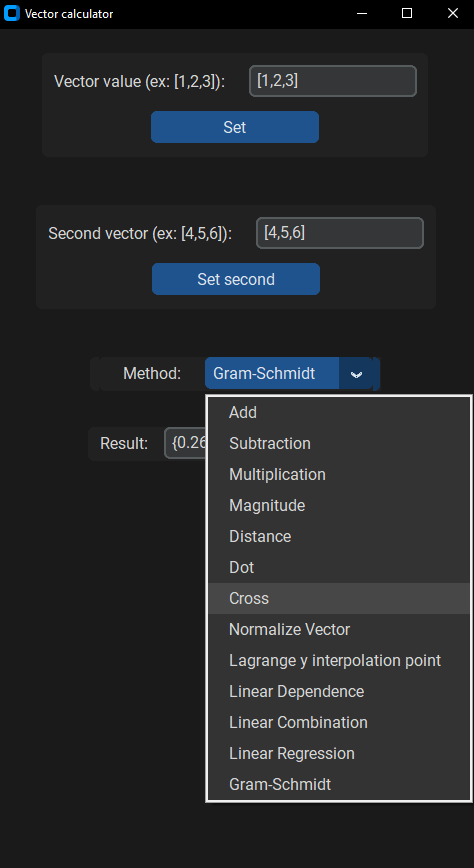 Vector calculator
Vector value (ex: [1,2,3]): [1,2,3]
Set
Second vector (ex: [4,5,6]): [4,5,6]
Set second
Method: Gram-Schmidt
Add
Result: {0.26
Subtraction
Multiplication
Magnitude
Distance
Dot
Cross
Normalize Vector
Lagrange y interpolation point
Linear Dependence
Linear Combination
Linear Regression
Gram-Schmidt